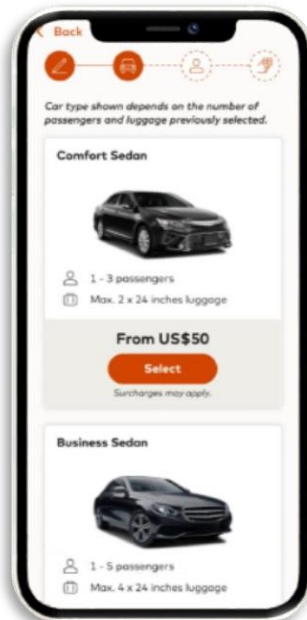 Back
Car type shown depends on the number of
passengers and luggage previously selected.
Comfort Sedan
1 - 3 passengers
Max. 2 x 24 inches luggage
From US$50
Select
Surcharges may apply.
Business Sedan
1 - 5 passengers
Max. 4 x 24 inches luggage